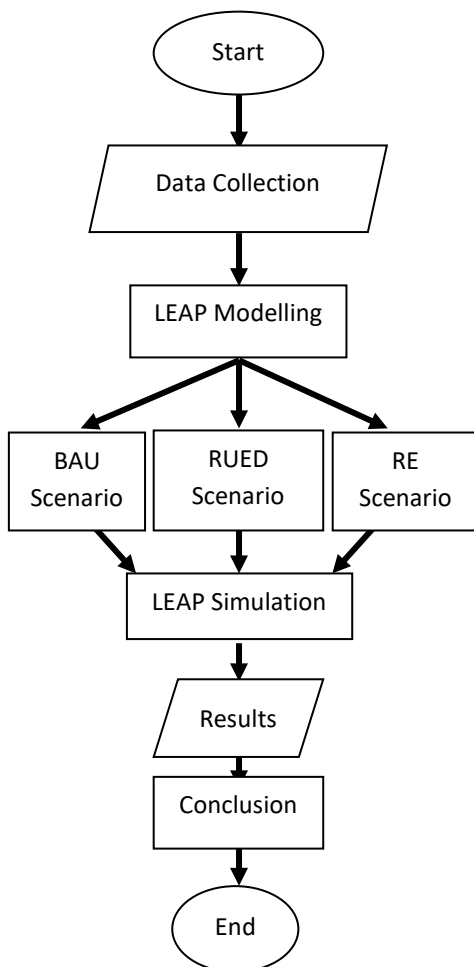 Start
Data Collection
LEAP Modelling
BAU
Scenario
RUED
Scenario
RE
Scenario
LEAP Simulation
Results
Conclusion
End